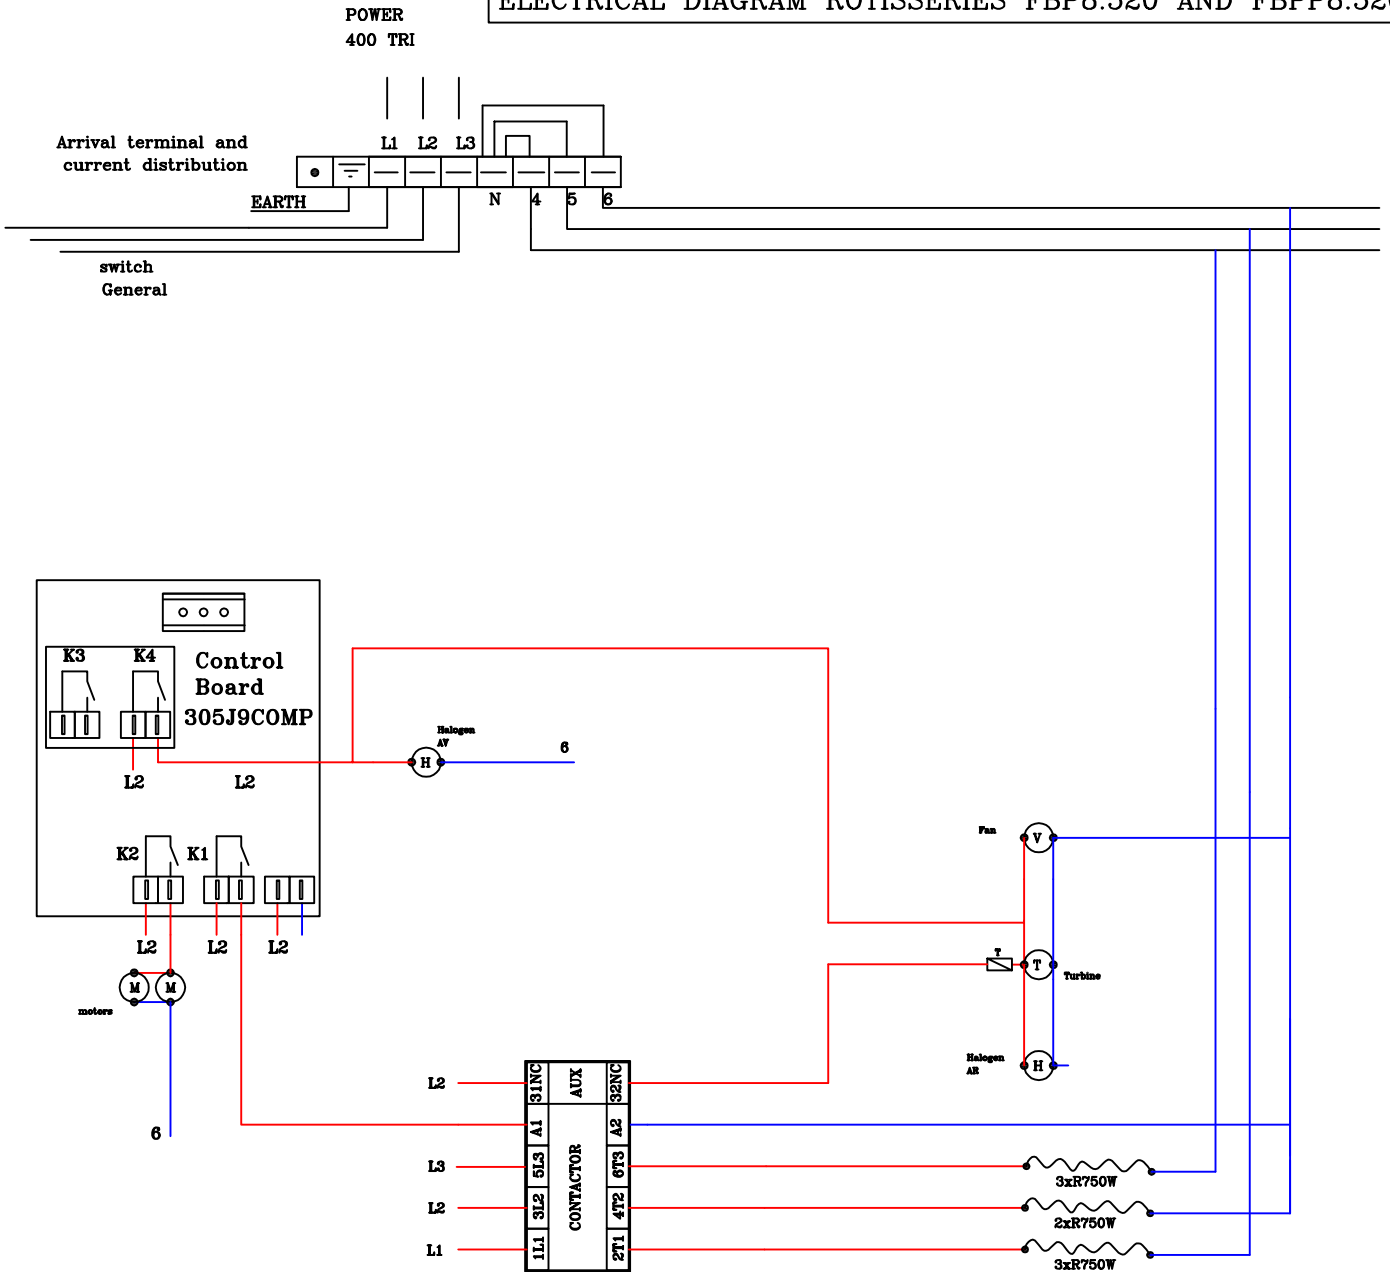 ELECTRICAL DIAGRAM ROTISSERIES FBP8.520 AND FBPP8.520
POWER
400 TRI
Arrival terminal and
current distribution
L1 L2 L3
EARTH
N 4 5 6
switch
General
K3 K4
Control
Board
305J9COMP
Halogen
AV
H
6
L2 L2
K2 K1
L2 L2 L2
M M
motors
6
Fan
V
T
T
Turbine
Halogen
AR
H
L2 31NC AUX 32NC
A1 A2
L3 5L3 6T3
3xR750W
CONTACTOR
L2 3L2 4T2
2xR750W
L1 1L1 2T1
3xR750W